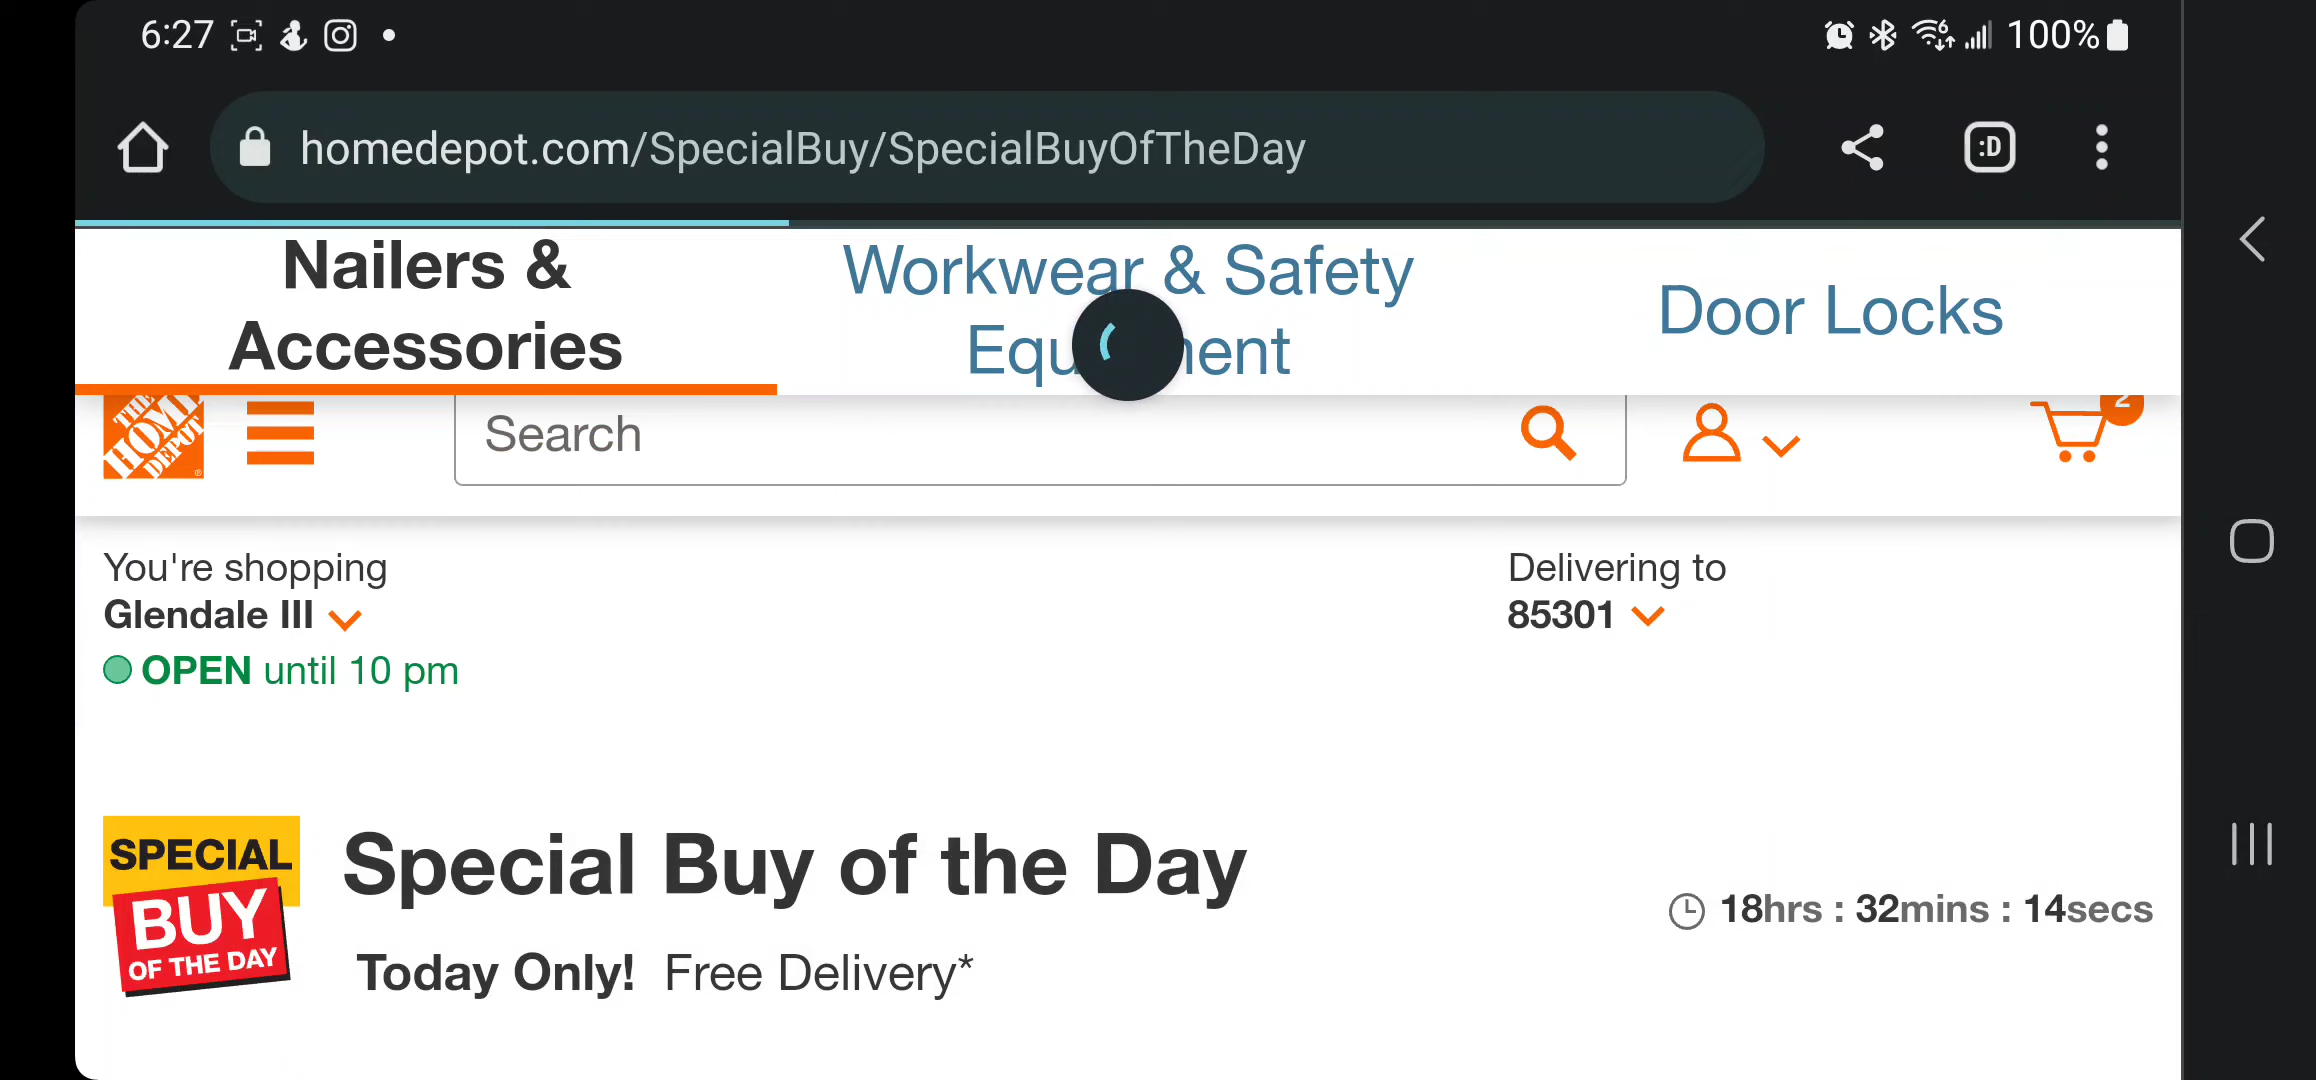 6:27
100%
homedepot.com/SpecialBuy/SpecialBuyOfTheDay
:D
Nailers &
Accessories
Workwear & Safety
Door Locks
THE HOME DEPOT
Search
2
You're shopping
Glendale III
OPEN until 10 pm
Delivering to
85301
SPECIAL
BUY
OF THE DAY
Special Buy of the Day
Today Only! Free Delivery*
18hrs : 32mins : 14secs